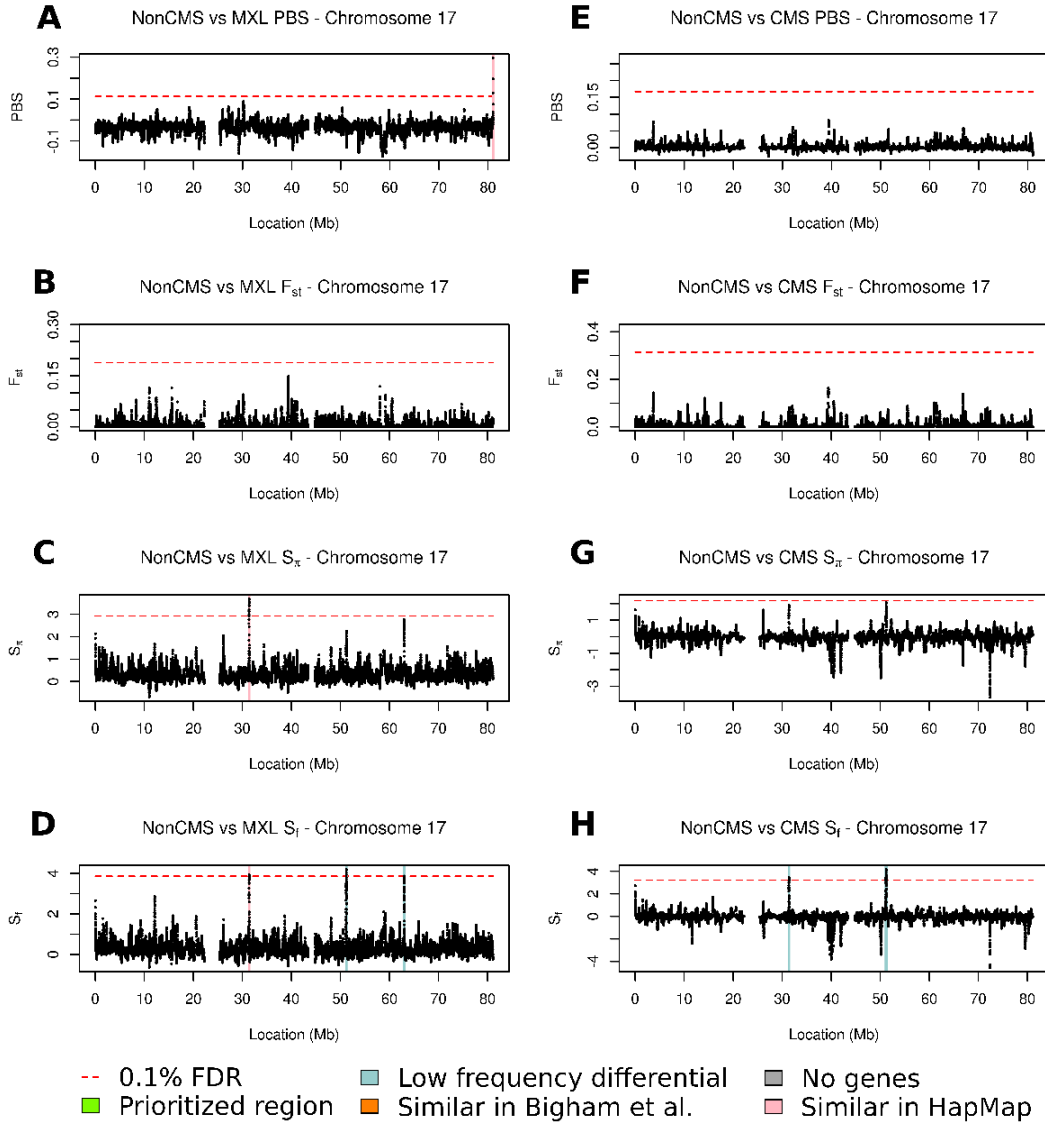 A
NonCMS vs MXL PBS - Chromosome 17
PBS
0.3
0.1
-0.1
0 10 20 30 40 50 60 70 80
Location (Mb)
B
NonCMS vs MXL Fst - Chromosome 17
Fst
0.30
0.15
0.00
0 10 20 30 40 50 60 70 80
Location (Mb)
C
NonCMS vs MXL Sπ - Chromosome 17
Sπ
3
2
1
0
0 10 20 30 40 50 60 70 80
Location (Mb)
D
NonCMS vs MXL Sf - Chromosome 17
Sf
4
2
0
0 10 20 30 40 50 60 70 80
Location (Mb)
E
NonCMS vs CMS PBS - Chromosome 17
PBS
0.15
0.00
0 10 20 30 40 50 60 70 80
Location (Mb)
F
NonCMS vs CMS Fst - Chromosome 17
Fst
0.4
0.2
0.0
0 10 20 30 40 50 60 70 80
Location (Mb)
G
NonCMS vs CMS Sπ - Chromosome 17
Sπ
1
-1
-3
0 10 20 30 40 50 60 70 80
Location (Mb)
H
NonCMS vs CMS Sf - Chromosome 17
Sf
4
2
0
-4
0 10 20 30 40 50 60 70 80
Location (Mb)
0.1% FDR
Prioritized region
Low frequency differential
Similar in Bigham et al.
No genes
Similar in HapMap